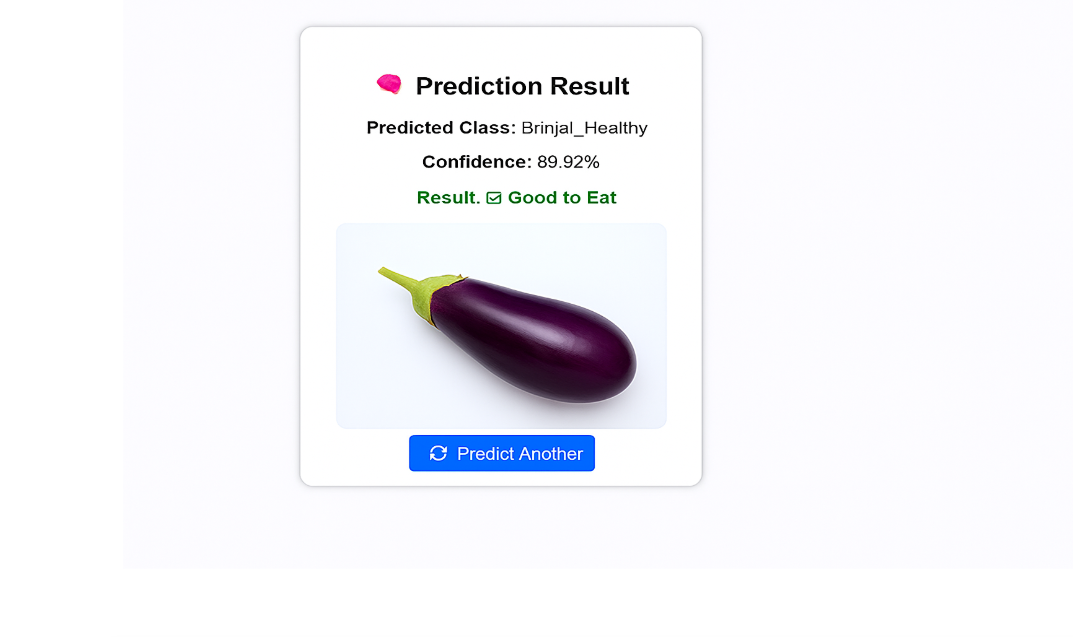 Prediction Result
Predicted Class: Brinjal_Healthy
Confidence: 89.92%
Result. ☑ Good to Eat
Predict Another